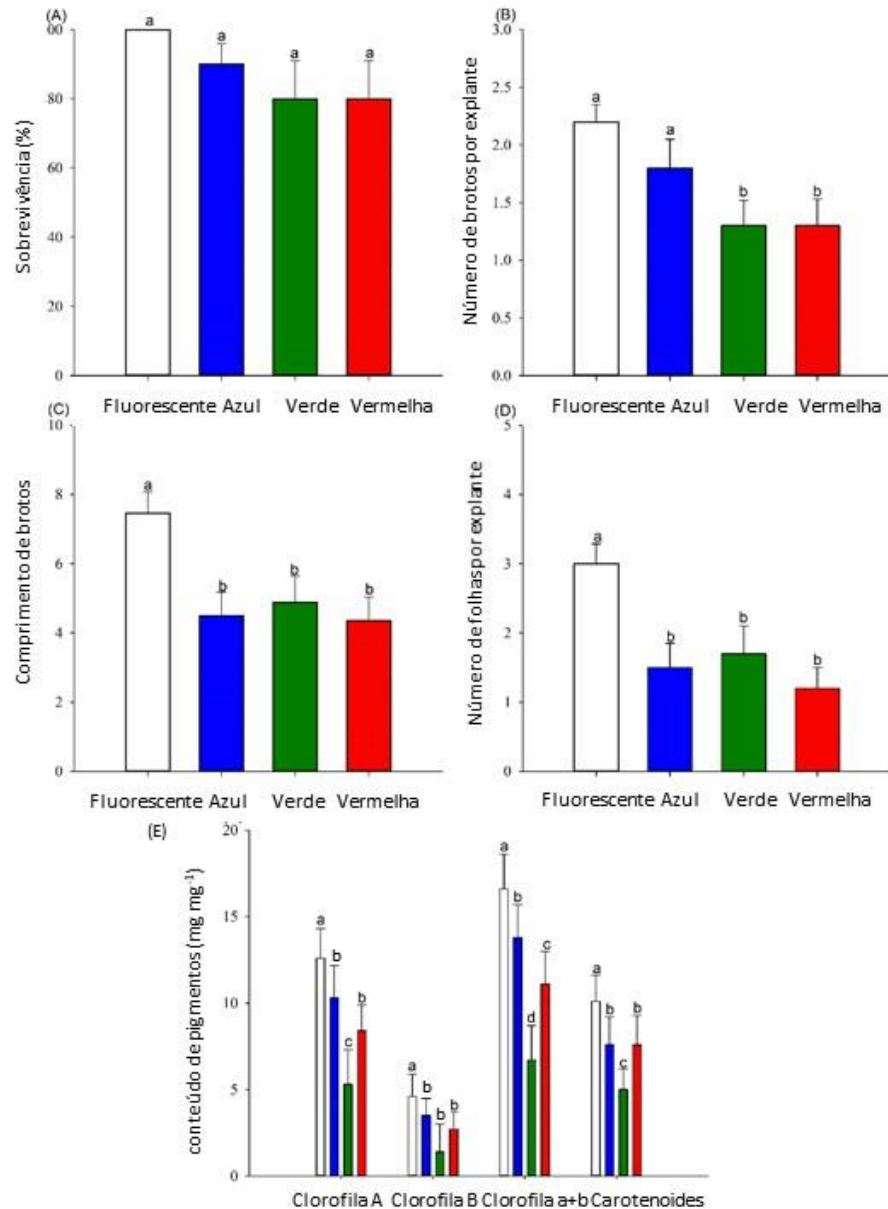 (A)
Sobrevivência (%)
00
80
60
40
20
0
a a a a
Fluorescente Azul Verde Vermelha
(B)
Número de brotos por explante
3.0
2.5
2.0
1.5
1.0
0.5
0.0
a a b b
Fluorescente Azul Verde Vermelha
(C)
Comprimento de brotos
10
8
6
4
2
0
a b b b
Fluorescente Azul Verde Vermelha
(D)
Número de folhaspor explante
5
4
3
2
1
0
a b b b
Fluorescente Azul Verde Vermelha
(E)
conteúdo de pigmentos (mg mg⁻¹)
20
15
10
5
0
a b c b a b b b a b d c a b c b
Clorofila A Clorofila B Clorofila a+b Carotenoides